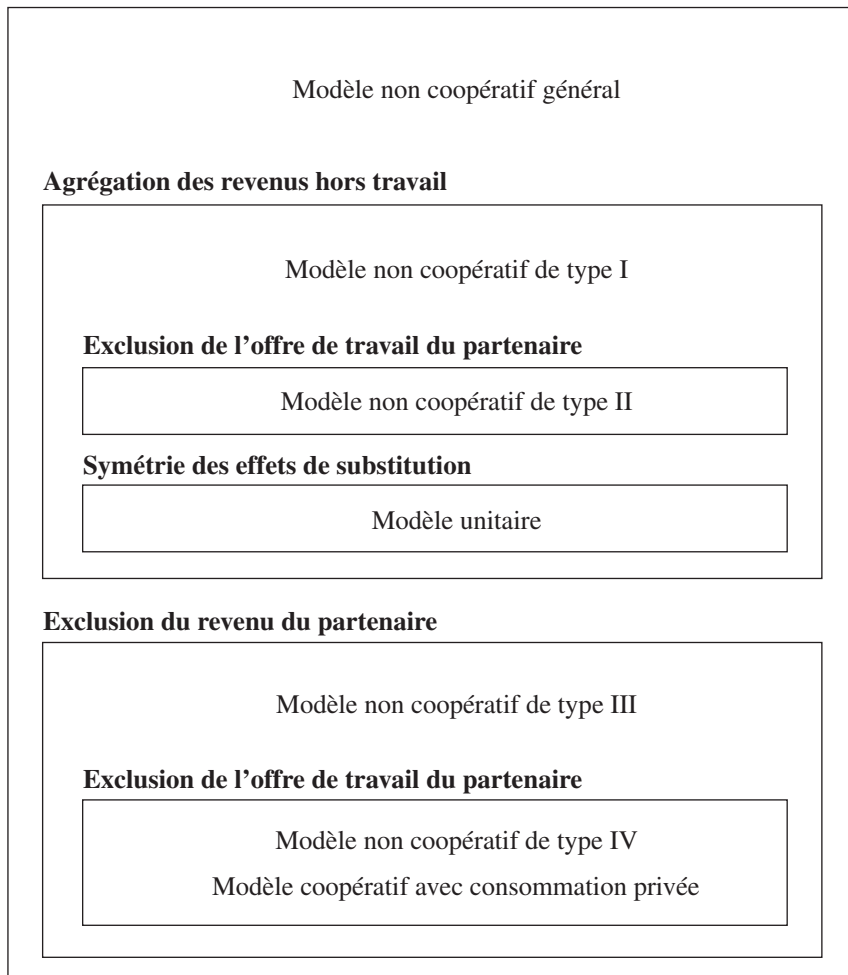 Modèle non coopératif général
Agrégation des revenus hors travail
Modèle non coopératif de type I
Exclusion de l’offre de travail du partenaire
Modèle non coopératif de type II
Symétrie des effets de substitution
Modèle unitaire
Exclusion du revenu du partenaire
Modèle non coopératif de type III
Exclusion de l’offre de travail du partenaire
Modèle non coopératif de type IV
Modèle coopératif avec consommation privée